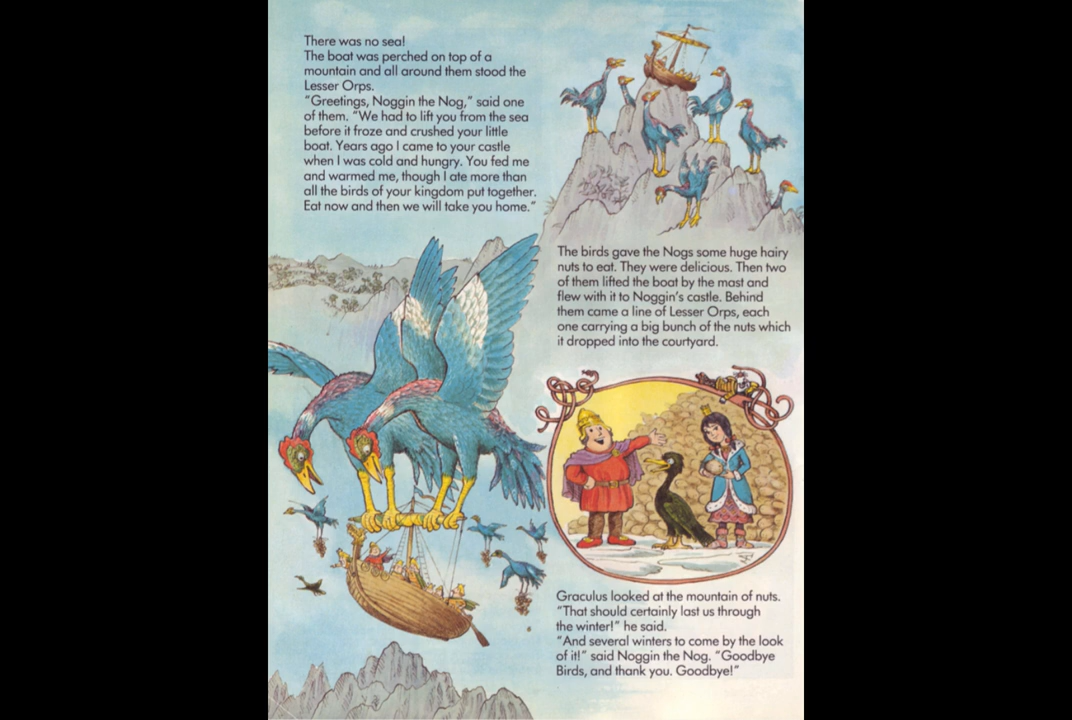 There was no sea!
The boat was perched on top of a
mountain and all around them stood the
Lesser Orps.
"Greetings, Noggin the Nog," said one
of them. "We had to lift you from the sea
before it froze and crushed your little
boat. Years ago I came to your castle
when I was cold and hungry. You fed me
and warmed me, though I ate more than
all the birds of your kingdom put together.
Eat now and then we will take you home."
The birds gave the Nogs some huge hairy
nuts to eat. They were delicious. Then two
of them lifted the boat by the mast and
flew with it to Noggin's castle. Behind
them came a line of Lesser Orps, each
one carrying a big bunch of the nuts which
it dropped into the courtyard.
Graculus looked at the mountain of nuts.
"That should certainly last us through
the winter!" he said.
"And several winters to come by the look
of it!" said Noggin the Nog. "Goodbye
Birds, and thank you. Goodbye!"